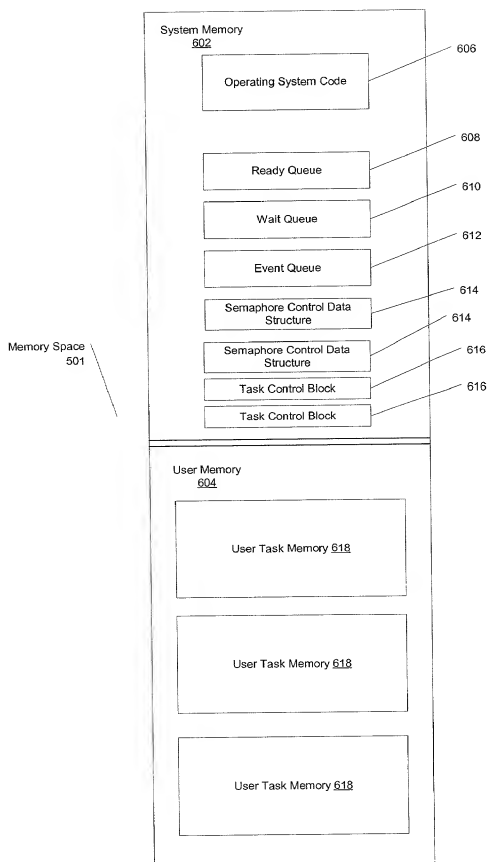 System Memory
602
606
Operating System Code
608
Ready Queue
610
Wait Queue
612
Event Queue
614
Semaphore Control Data
Structure
614
Semaphore Control Data
Structure
Memory Space
501
616
Task Control Block
616
Task Control Block
User Memory
604
User Task Memory 618
User Task Memory 618
User Task Memory 618